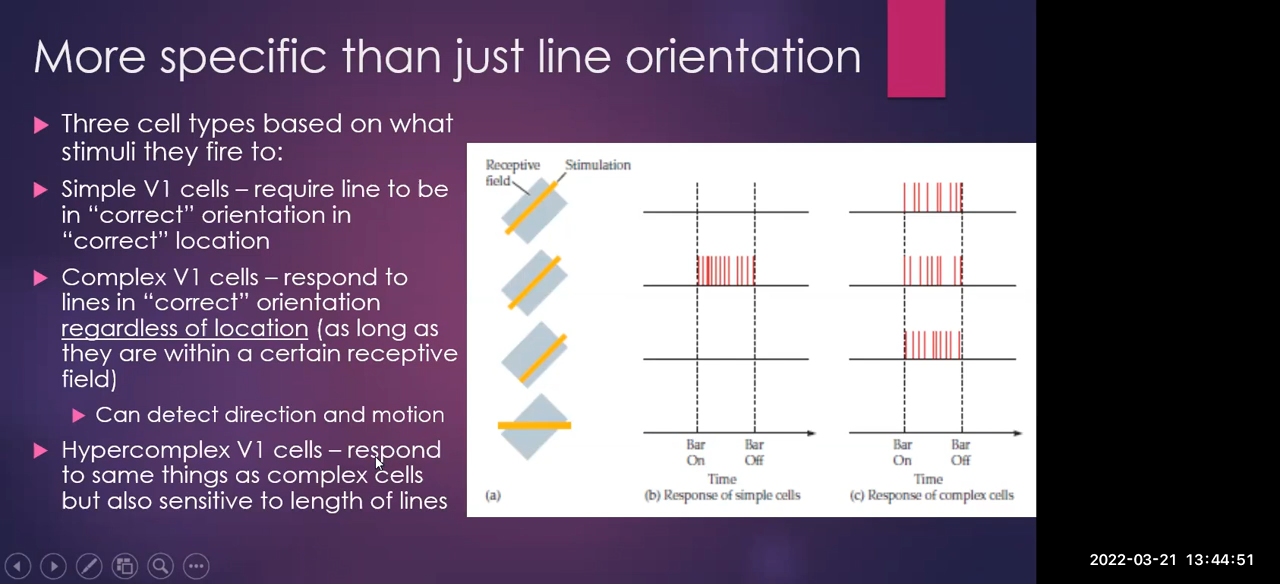 More specific than just line orientation
Three cell types based on what
stimuli they fire to:
Simple V1 cells – require line to be
in “correct” orientation in
“correct” location
Complex V1 cells – respond to
lines in “correct” orientation
regardless of location (as long as
they are within a certain receptive
field)
Can detect direction and motion
Hypercomplex V1 cells – respond
to same things as complex cells
but also sensitive to length of lines
Receptive
field
Stimulation
(a)
Bar
On
Bar
Off
Time
(b) Response of simple cells
Bar
On
Bar
Off
Time
(c) Response of complex cells
2022-03-21 13:44:51